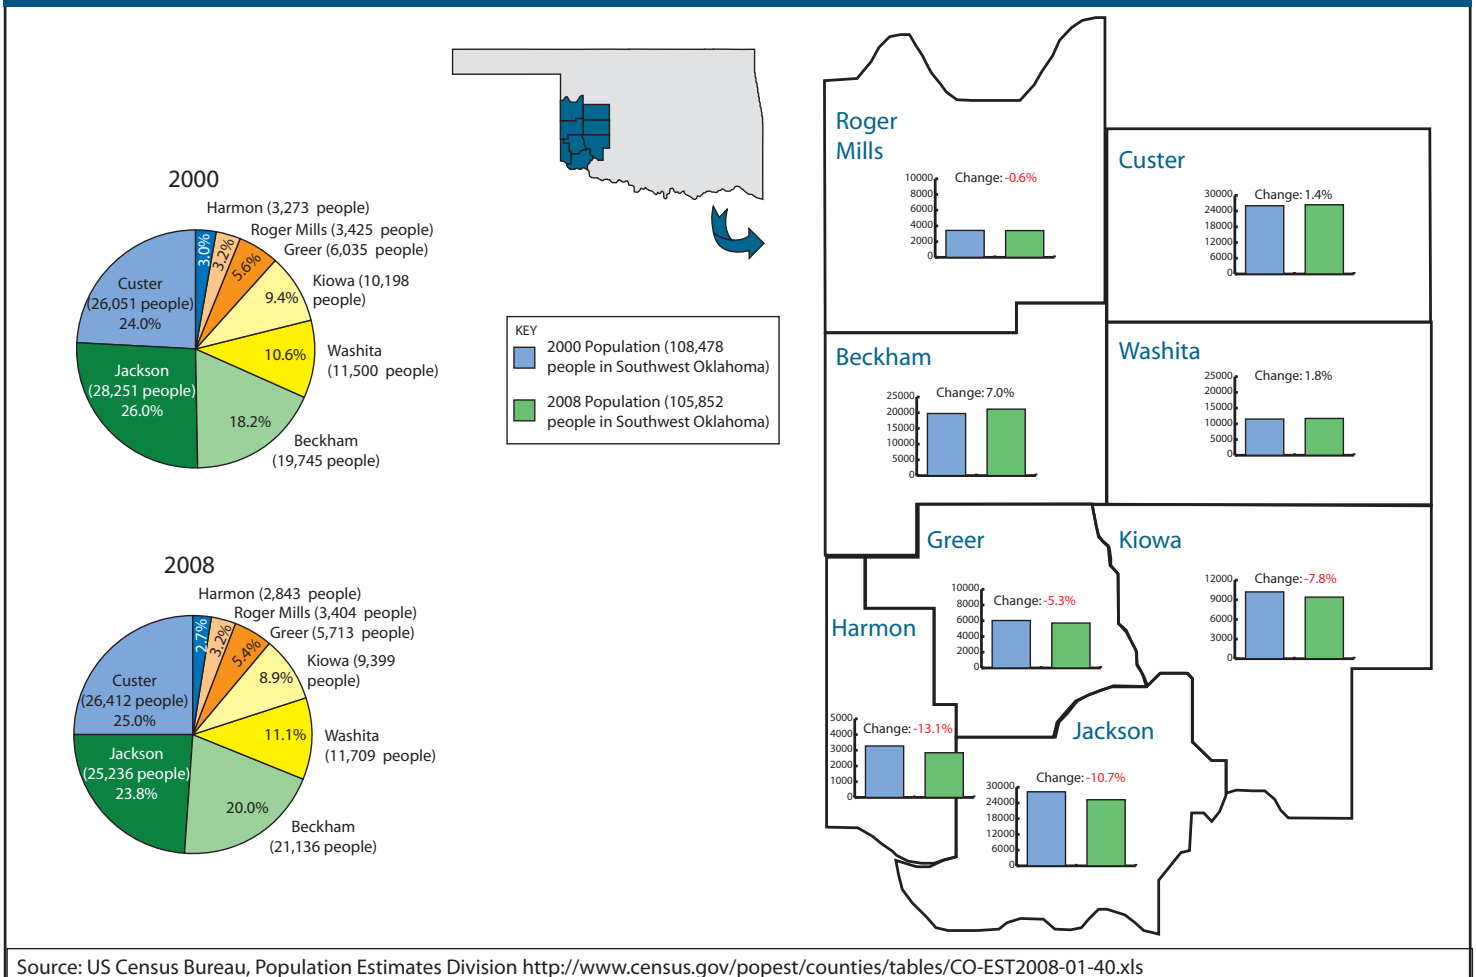 2000
Harmon (3,273 people)
Roger Mills (3,425 people)
Greer (6,035 people)
Kiowa (10,198
people)
Washita
(11,500 people)
Beckham
(19,745 people)
Jackson
(28,251 people)
26.0%
Custer
(26,051 people)
24.0%
3.0%
3.2%
5.6%
9.4%
10.6%
18.2%
2008
Harmon (2,843 people)
Roger Mills (3,404 people)
Greer (5,713 people)
Kiowa (9,399
people)
Washita
(11,709 people)
Beckham
(21,136 people)
Jackson
(25,236 people)
23.8%
Custer
(26,412 people)
25.0%
2.7%
3.2%
5.4%
8.9%
11.1%
20.0%
KEY
2000 Population (108,478
people in Southwest Oklahoma)
2008 Population (105,852
people in Southwest Oklahoma)
Roger
Mills
Change: -0.6%
10000
8000
6000
4000
2000
0
Custer
Change: 1.4%
30000
24000
18000
12000
6000
0
Beckham
Change: 7.0%
25000
20000
15000
10000
5000
0
Washita
Change: 1.8%
25000
20000
15000
10000
5000
0
Greer
Change: -5.3%
10000
8000
6000
4000
2000
0
Kiowa
Change: -7.8%
12000
9000
6000
3000
0
Harmon
Change: -13.1%
5000
4000
3000
2000
1000
0
Jackson
Change: -10.7%
30000
24000
18000
12000
6000
0
Source: US Census Bureau, Population Estimates Division http://www.census.gov/popest/counties/tables/CO-EST2008-01-40.xls